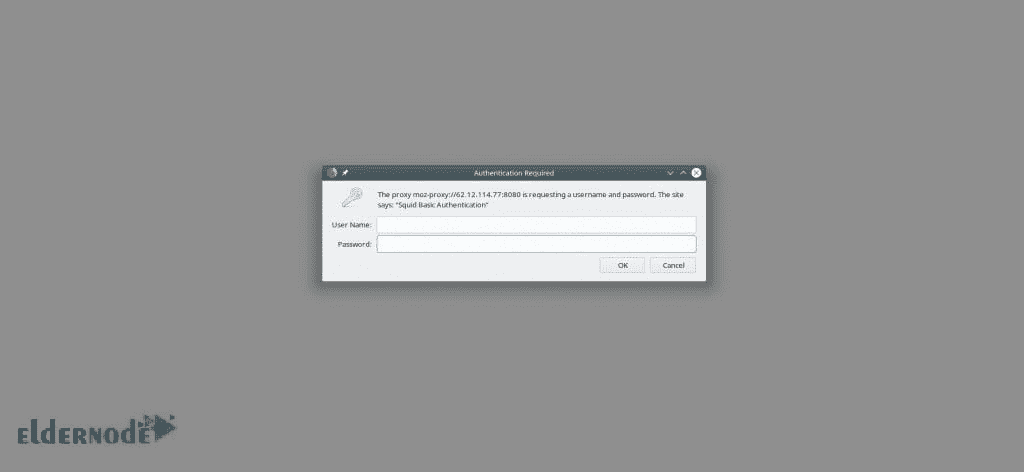 Authentication Required
The proxy moz-proxy://62.12.114.77:8080 is requesting a username and password. The site
says: "Squid Basic Authentication"
User Name:
Password:
OK Cancel
eldernode